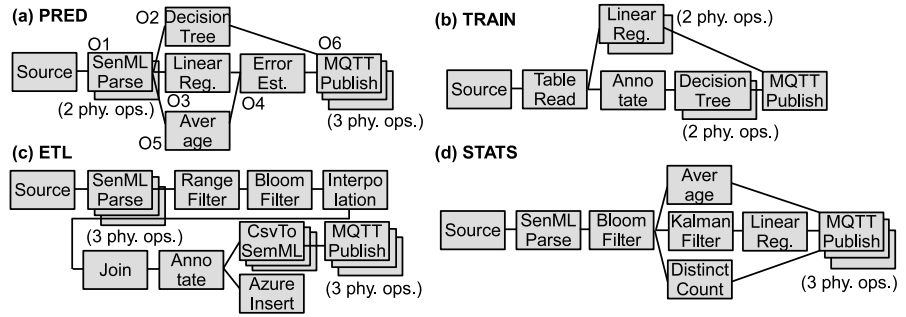 (a) PRED
O2
Decision
Tree
O1
O6
Source
SenML
Parse
Linear
Reg.
Error
Est.
MQTT
Publish
(2 phy. ops.)
O3
O4
(3 phy. ops.)
O5
Aver
age
(b) TRAIN
Linear
Reg.
(2 phy. ops.)
Source
Table
Read
Anno
tate
Decision
Tree
MQTT
Publish
(2 phy. ops.)
(c) ETL
Source
SenML
Parse
Range
Filter
Bloom
Filter
Interpo
lation
(3 phy. ops.)
Join
Anno
tate
CsvTo
SemML
MQTT
Publish
(3 phy. ops.)
Azure
Insert
(d) STATS
Aver
age
Source
SenML
Parse
Bloom
Filter
Kalman
Filter
Linear
Reg.
MQTT
Publish
Distinct
Count
(3 phy. ops.)